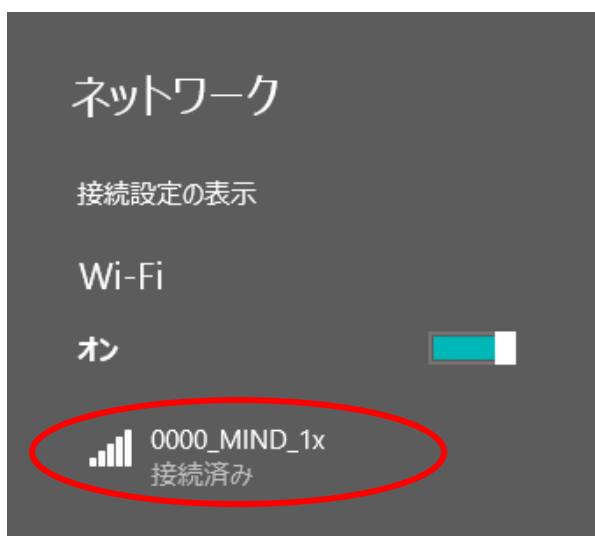 ネットワーク
接続設定の表示
Wi-Fi
オン
0000_MIND_1x
接続済み